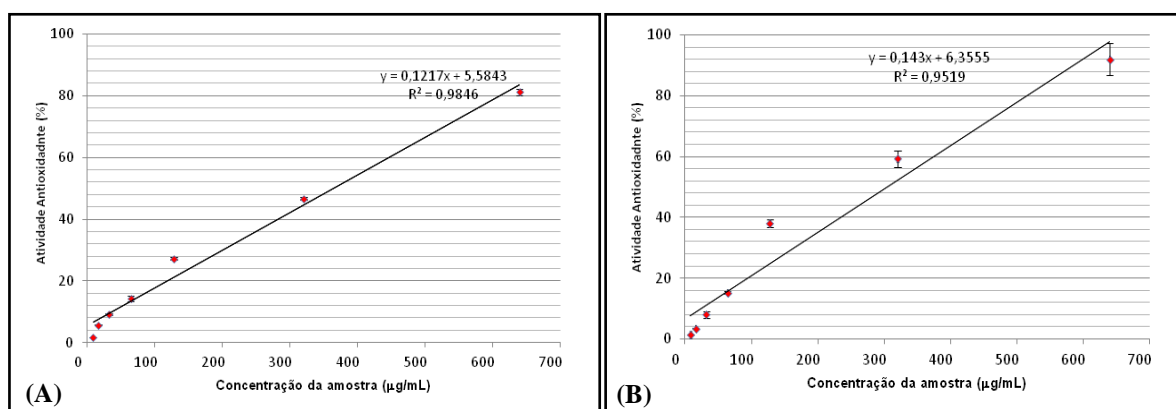 100
80
60
40
20
0
Atividade Antioxidadnte (%)
y = 0,1217x + 5,5843
R² = 0,9846
0 100 200 300 400 500 600 700
Concentração da amostra (µg/mL)
(A)
100
80
60
40
20
0
Atividade Antioxidadnte (%)
y = 0,143x + 6,3555
R² = 0,9519
0 100 200 300 400 500 600 700
Concentração da amostra (µg/mL)
(B)